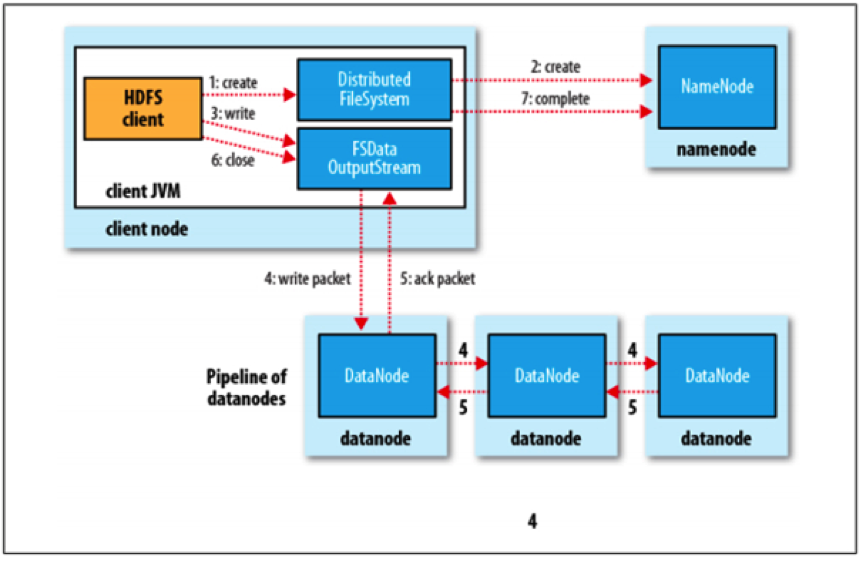 1: create
HDFS
client
3: write
6: close
Distributed
FileSystem
FSData
OutputStream
client JVM
client node
2: create
7: complete
NameNode
namenode
4: write packet
5: ack packet
Pipeline of
datanodes
DataNode
datanode
4
5
DataNode
datanode
4
5
DataNode
datanode
4